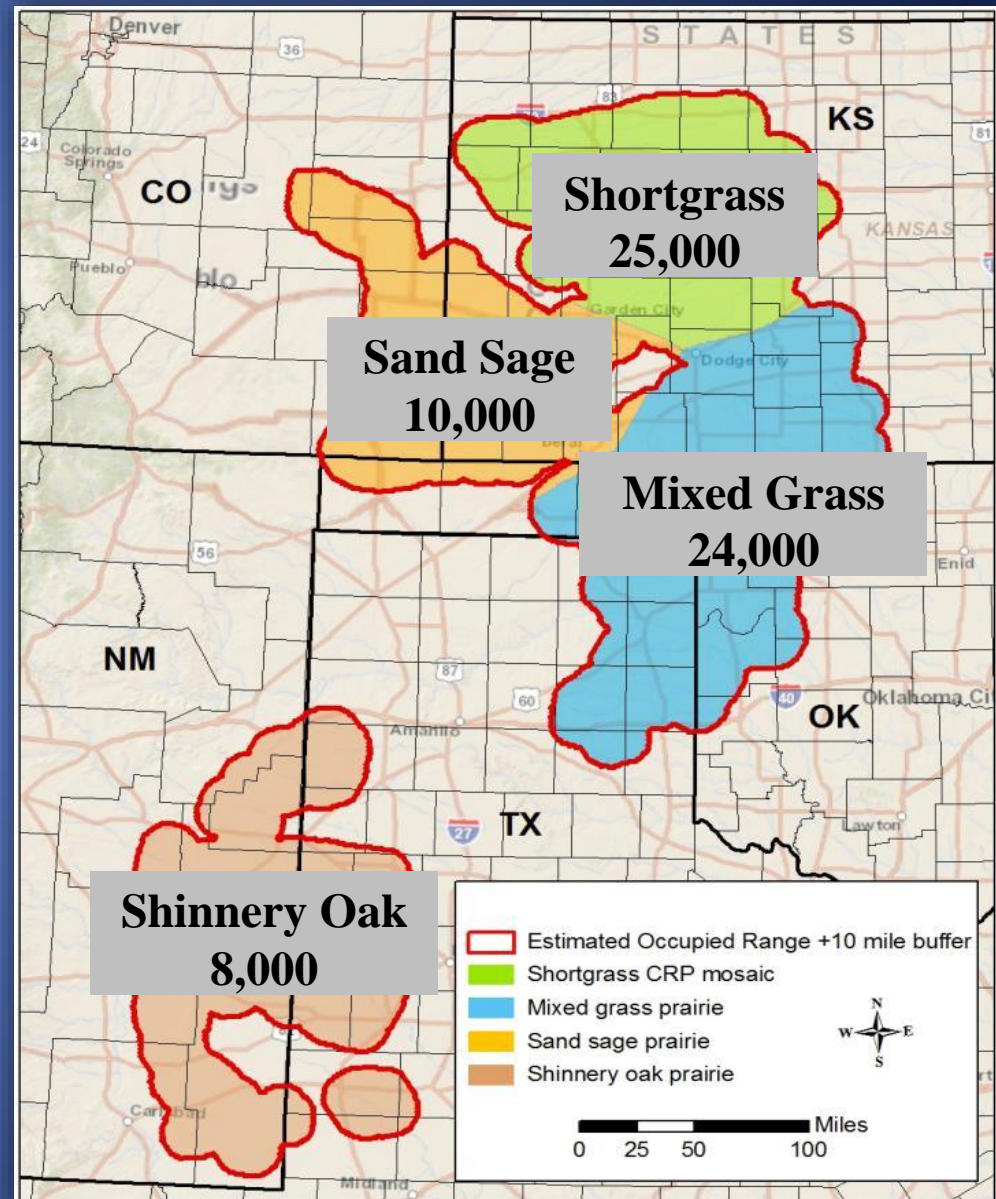 Denver
36
STATES
83
KS
24
81
Colorado
Springs
CO
Shortgrass
25,000
KANSAS
Pueblo
blo
Garden City
Sand Sage
10,000
Dodge City
Mixed Grass
24,000
56
Enid
NM
87
60
40
Oklahoma Cit
OK
Amarillo
TX
27
Lawton
Shinnery Oak
8,000
Estimated Occupied Range +10 mile buffer
Shortgrass CRP mosaic
Mixed grass prairie
Sand sage prairie
Shinnery oak prairie
N
W E
S
Carlsbad
Miles
0 25 50 100
Midland